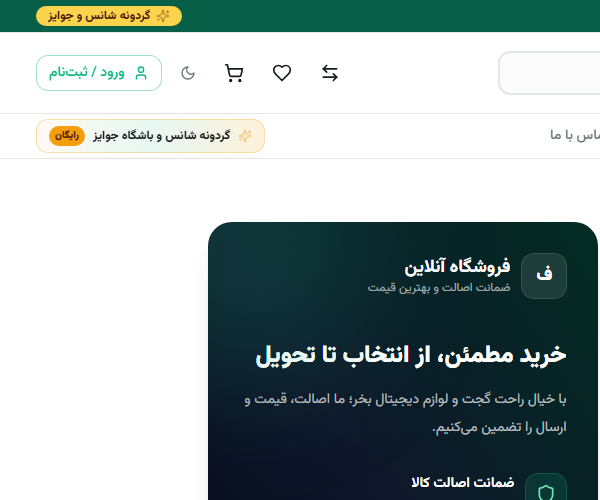 گردونه شانس و جوایز
ورود / ثبت‌نام
ماس با ما
گردونه شانس و باشگاه جوایز
رایگان
ف
فروشگاه آنلاین
ضمانت اصالت و بهترین قیمت
خرید مطمئن، از انتخاب تا تحویل
با خیال راحت گجت و لوازم دیجیتال بخر؛ ما اصالت، قیمت و
ارسال را تضمین می‌کنیم.
ضمانت اصالت کالا